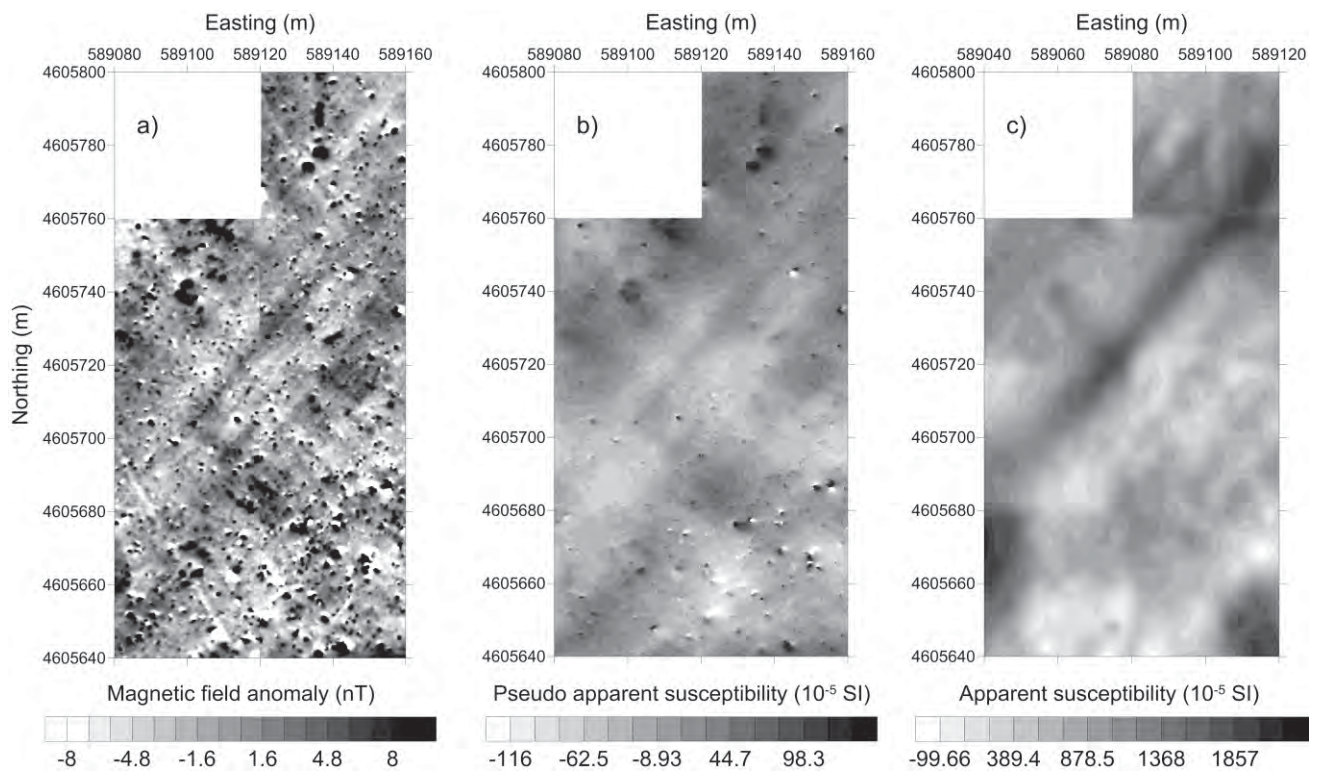 Easting (m)
589080 589100 589120 589140 589160
4605800
4605780
4605760
4605740
4605720
4605700
4605680
4605660
4605640
Northing (m)
a)
Magnetic field anomaly (nT)
-8 -4.8 -1.6 1.6 4.8 8
Easting (m)
589080 589100 589120 589140 589160
4605800
4605780
4605760
4605740
4605720
4605700
4605680
4605660
4605640
b)
Pseudo apparent susceptibility (10⁻⁵ SI)
-116 -62.5 -8.93 44.7 98.3
Easting (m)
589040 589060 589080 589100 589120
4605800
4605780
4605760
4605740
4605720
4605700
4605680
4605660
4605640
c)
Apparent susceptibility (10⁻⁵ SI)
-99.66 389.4 878.5 1368 1857